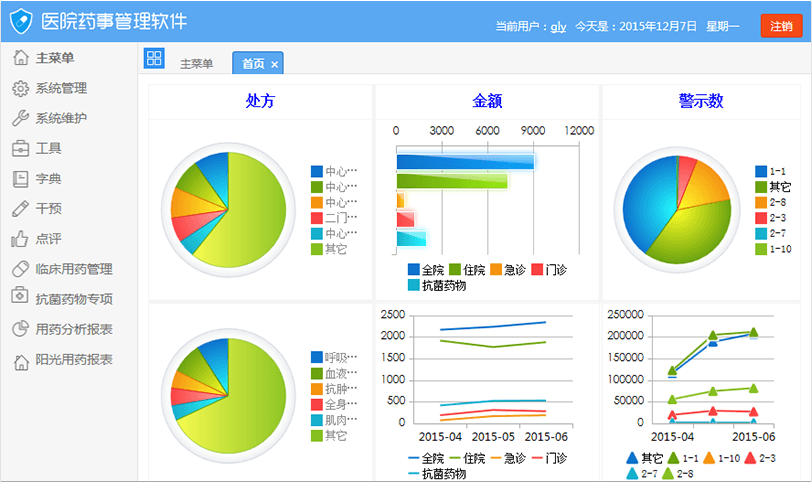 医院药事管理软件
当前用户：gly 今天是：2015年12月7日 星期一
注销
主菜单
系统管理
系统维护
工具
字典
干预
点评
临床用药管理
抗菌药物专项
用药分析报表
阳光用药报表
主菜单
首页 ×
处方
中心…
中心…
中心…
二门…
中心…
其它
金额
0 3000 6000 9000 12000
全院 住院 急诊 门诊
抗菌药物
警示数
1-1
其它
2-8
2-3
2-7
1-10
呼吸…
血液…
抗肿…
全身…
肌肉…
其它
2500
2000
1500
1000
500
0
2015-04 2015-05 2015-06
全院 住院 急诊 门诊
抗菌药物
250000
200000
150000
100000
50000
0
2015-04 2015-06
其它 1-1 1-10 2-3
2-7 2-8